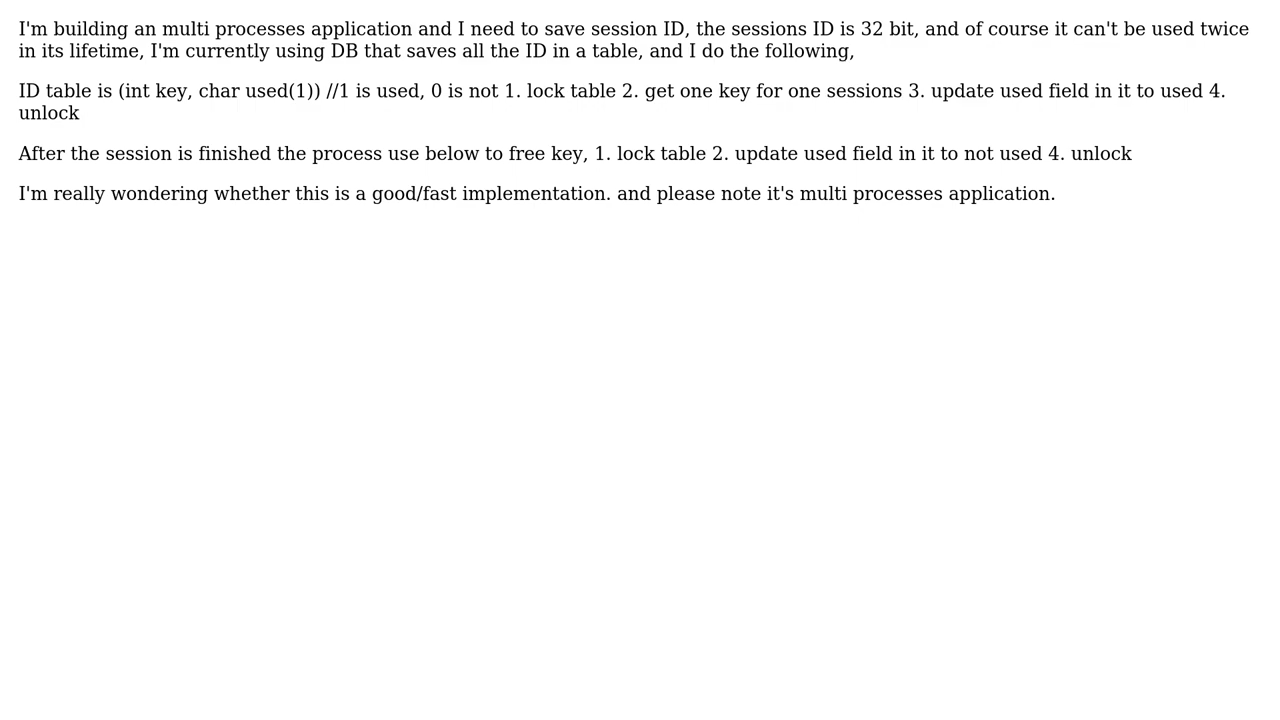 I'm building an multi processes application and I need to save session ID, the sessions ID is 32 bit, and of course it can't be used twice
in its lifetime, I'm currently using DB that saves all the ID in a table, and I do the following,
ID table is (int key, char used(1)) //1 is used, 0 is not 1. lock table 2. get one key for one sessions 3. update used field in it to used 4.
unlock
After the session is finished the process use below to free key, 1. lock table 2. update used field in it to not used 4. unlock
I'm really wondering whether this is a good/fast implementation. and please note it's multi processes application.